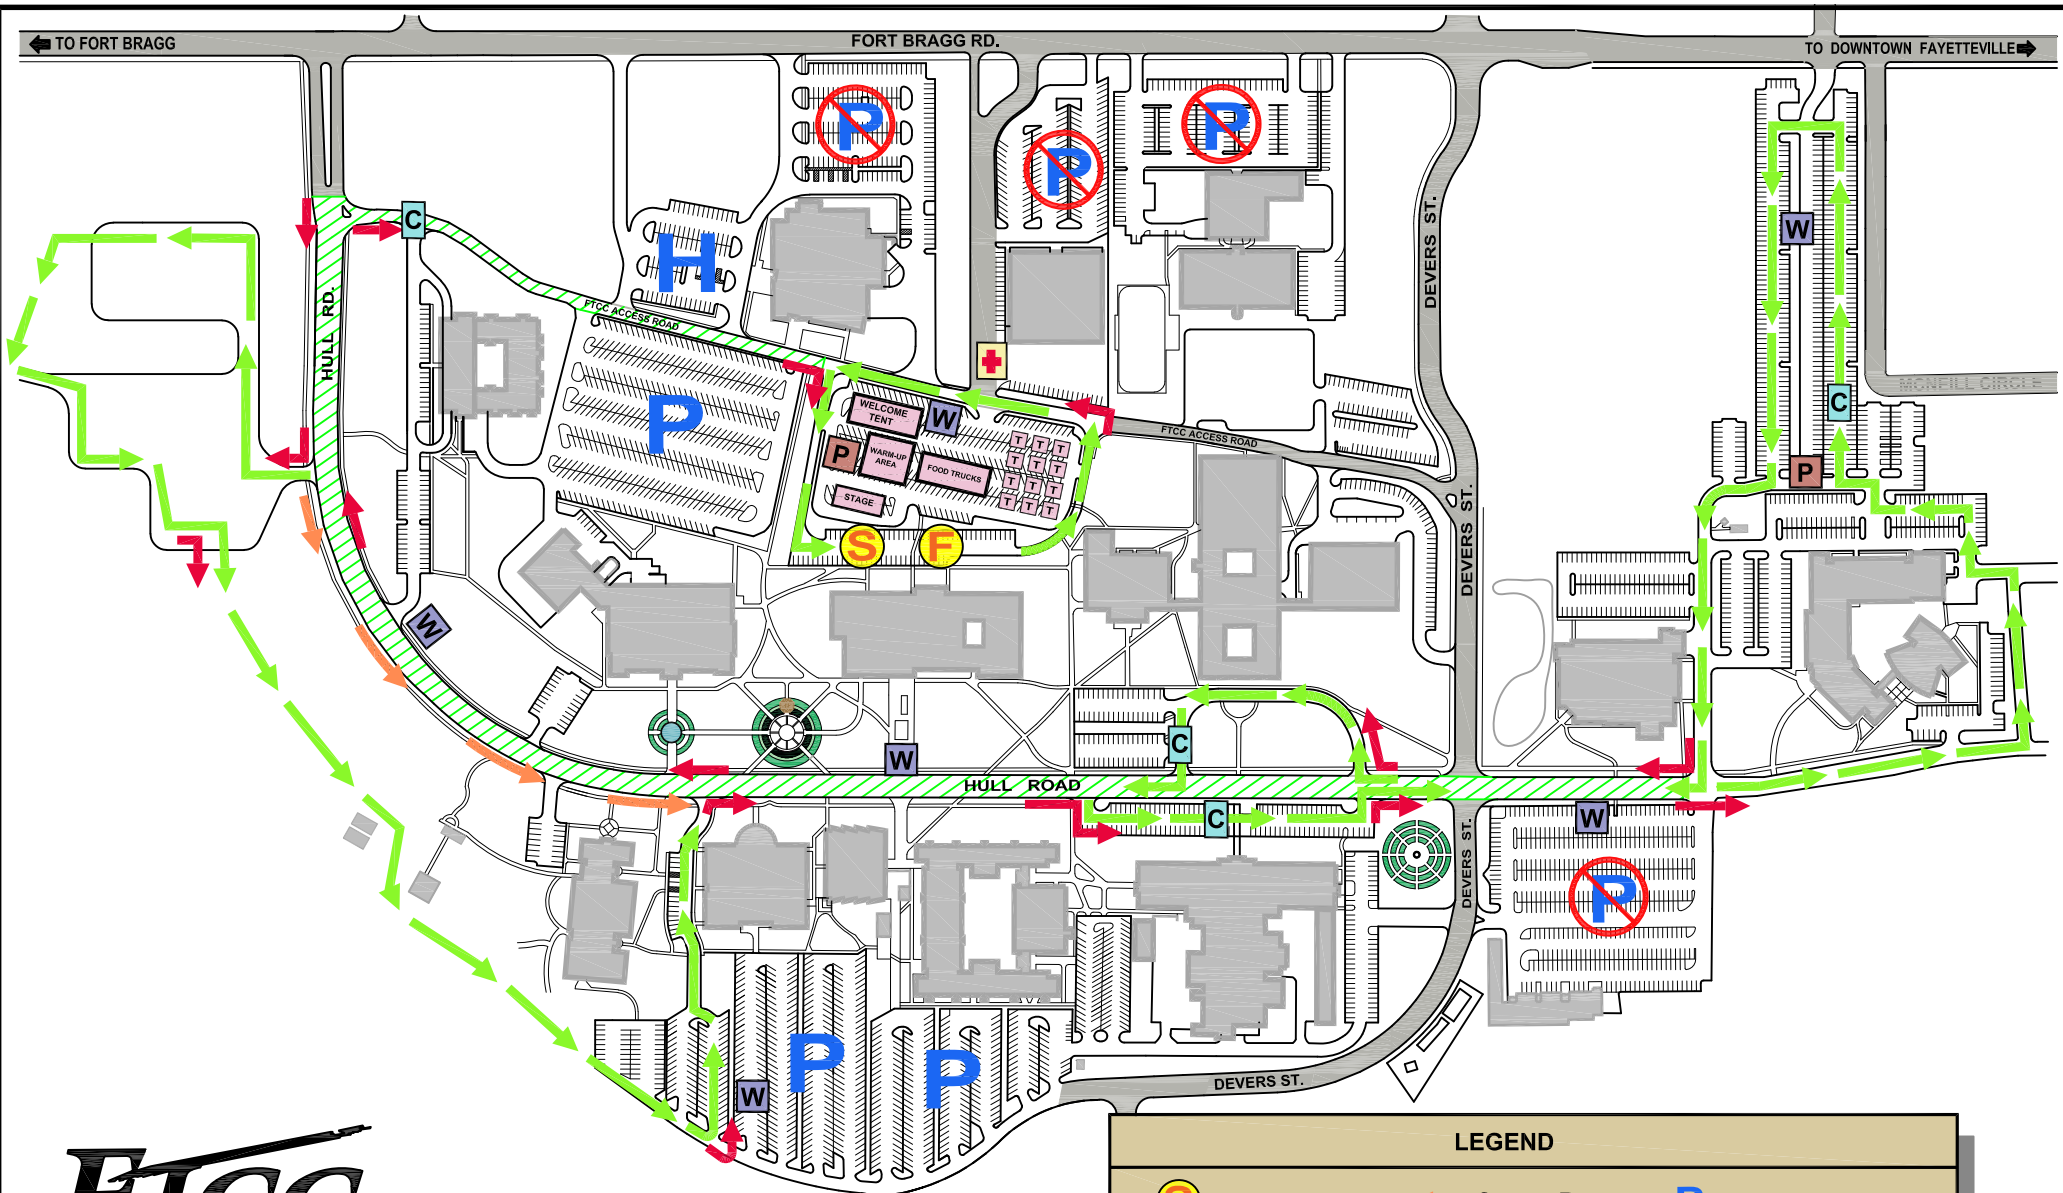 FORT BRAGG RD.
TO FORT BRAGG
TO DOWNTOWN FAYETTEVILLE
P
P
P
C
W
H
HULL RD.
DEVERS ST.
FTCC ACCESS ROAD
MCNFILL CIRCLE
P
WELCOME
TENT
W
C
FTCC ACCESS ROAD
P
WARM-UP
AREA
FOOD TRUCKS
T T T
T T T
T T T
T T T
STAGE
P
S
F
DEVERS ST.
W
C
W
HULL ROAD
C
W
DEVERS ST.
P
P
P
W
DEVERS ST.
LEGEND
FTCC
S
P